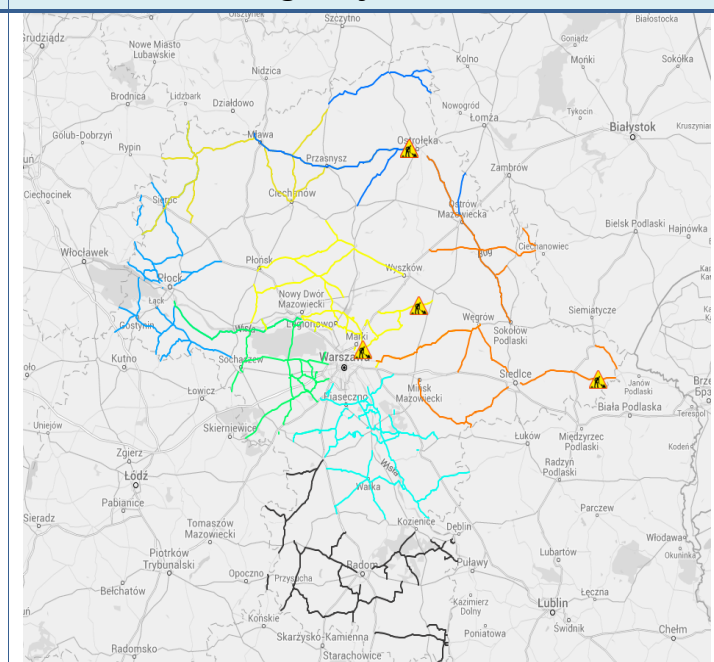 Szczytno
Białostocka
Grudziądz
Nowe Miasto
Lubawskie
Goniądz
Kolno
Mońki
Sokółka
Nidzica
Brodnica
Lidzbark
Działdowo
Nowogród
Łomża
Tykocin
Białystok
Golub-Dobrzyń
Rypin
Mława
Przasnysz
Ostrołęka
Zambrów
Ciechocinek
Sierpc
Ciechanów
Ostrów
Mazowiecka
Bielsk Podlaski
Hajnówka
Ciechanowiec
Włocławek
Płońsk
Bug
Płock
Wyszków
Łąck
Nowy Dwór
Mazowiecki
Węgrów
Siemiatycze
Gostynin
Wisła
Łomonowo
Marki
Sokołów
Podlaski
Kutno
Sochaczew
Warszawa
Siedlce
Janów
Podlaski
Łowicz
Piaseczno
Mińsk
Mazowiecki
Biała Podlaska
Terespol
Uniejów
Skierniewice
Łuków
Międzyrzec
Podlaski
Kodeń
Zgierz
Wisła
Radzyń
Podlaski
Łódź
Warka
Pabianice
Parczew
Sieradz
Tomaszów
Mazowiecki
Kozienice
Dęblin
Włodawa
Piotrków
Trybunalski
Lubartów
Okuninka
Opoczno
Przysucha
Radom
Puławy
Bełchatów
Łęczna
Końskie
Kazimierz
Dolny
Lublin
Radomsko
Skarżysko-Kamienna
Poniatowa
Świdnik
Chełm
Starachowice